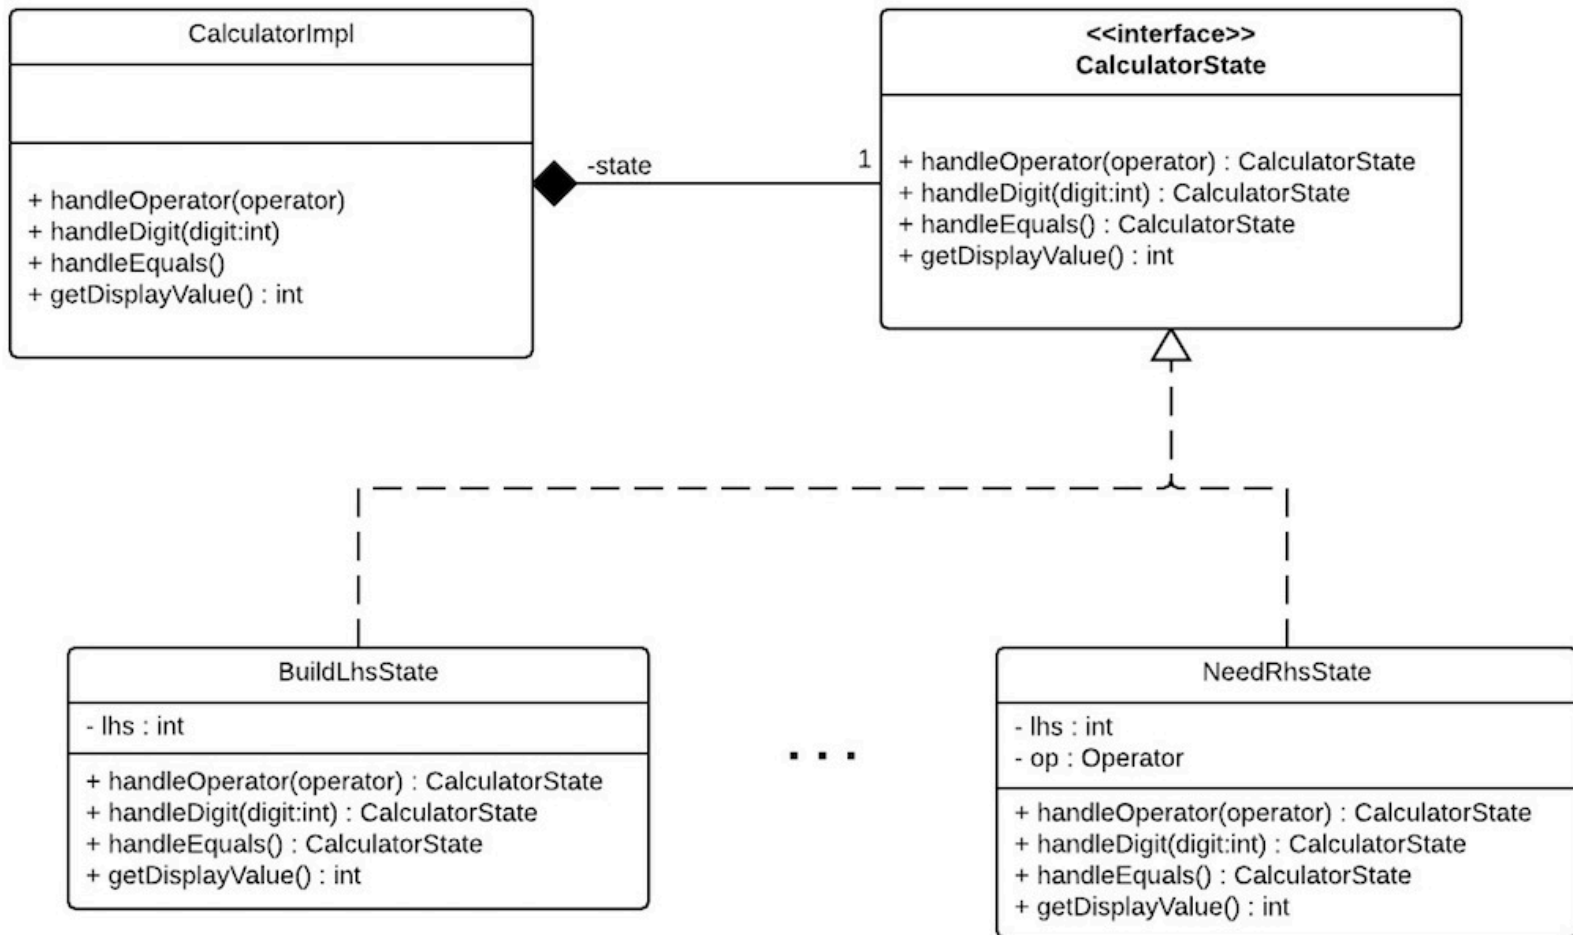 CalculatorImpl
+ handleOperator(operator)
+ handleDigit(digit:int)
+ handleEquals()
+ getDisplayValue() : int
-state
1
<<interface>>
CalculatorState
+ handleOperator(operator) : CalculatorState
+ handleDigit(digit:int) : CalculatorState
+ handleEquals() : CalculatorState
+ getDisplayValue() : int
BuildLhsState
- lhs : int
+ handleOperator(operator) : CalculatorState
+ handleDigit(digit:int) : CalculatorState
+ handleEquals() : CalculatorState
+ getDisplayValue() : int
...
NeedRhsState
- lhs : int
- op : Operator
+ handleOperator(operator) : CalculatorState
+ handleDigit(digit:int) : CalculatorState
+ handleEquals() : CalculatorState
+ getDisplayValue() : int